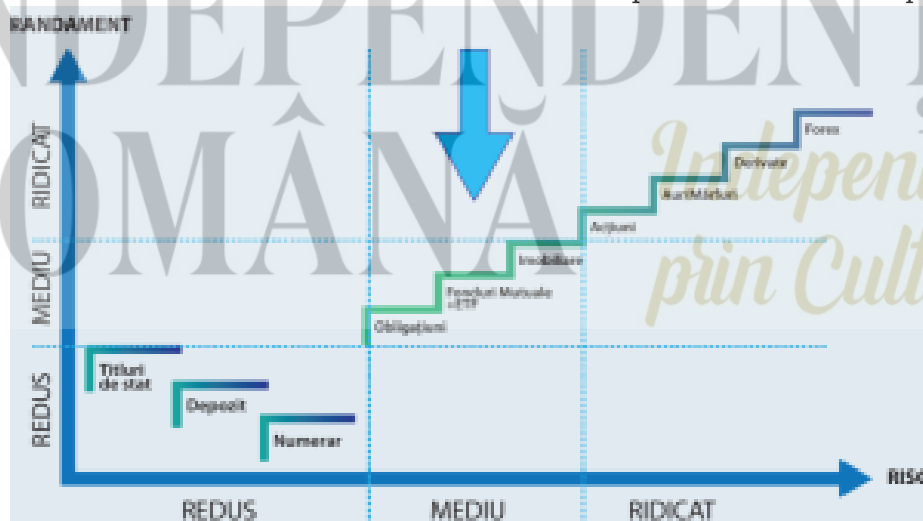 INDEPENDEN
RANDAMENT
ROMÂNĂ
Indepen
prin Cult
RIDICAT
MEDIU
REDUS
Forex
Derivate
Aur/Mărfuri
Acțiuni
Imobiliare
Fonduri Mutuale
+ETF
Obligațiuni
Titluri
de stat
Depozit
Numerar
RISC
REDUS
MEDIU
RIDICAT